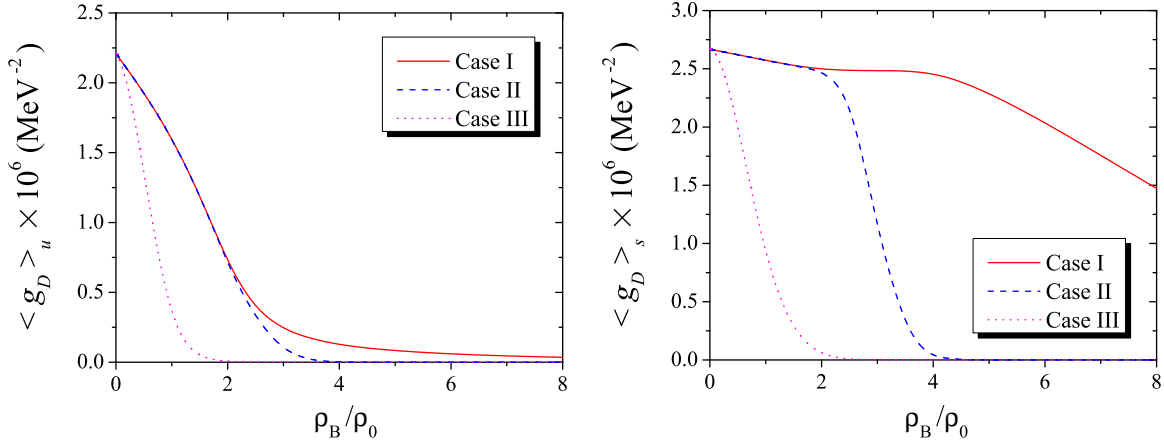 < g_D >_u × 10^6 (MeV^-2)
2.5
2.0
1.5
1.0
0.5
0.0
0
2
4
6
8
ρ_B/ρ_0
Case I
Case II
Case III
< g_D >_s × 10^6 (MeV^-2)
3.0
2.5
2.0
1.5
1.0
0.5
0.0
0
2
4
6
8
ρ_B/ρ_0
Case I
Case II
Case III